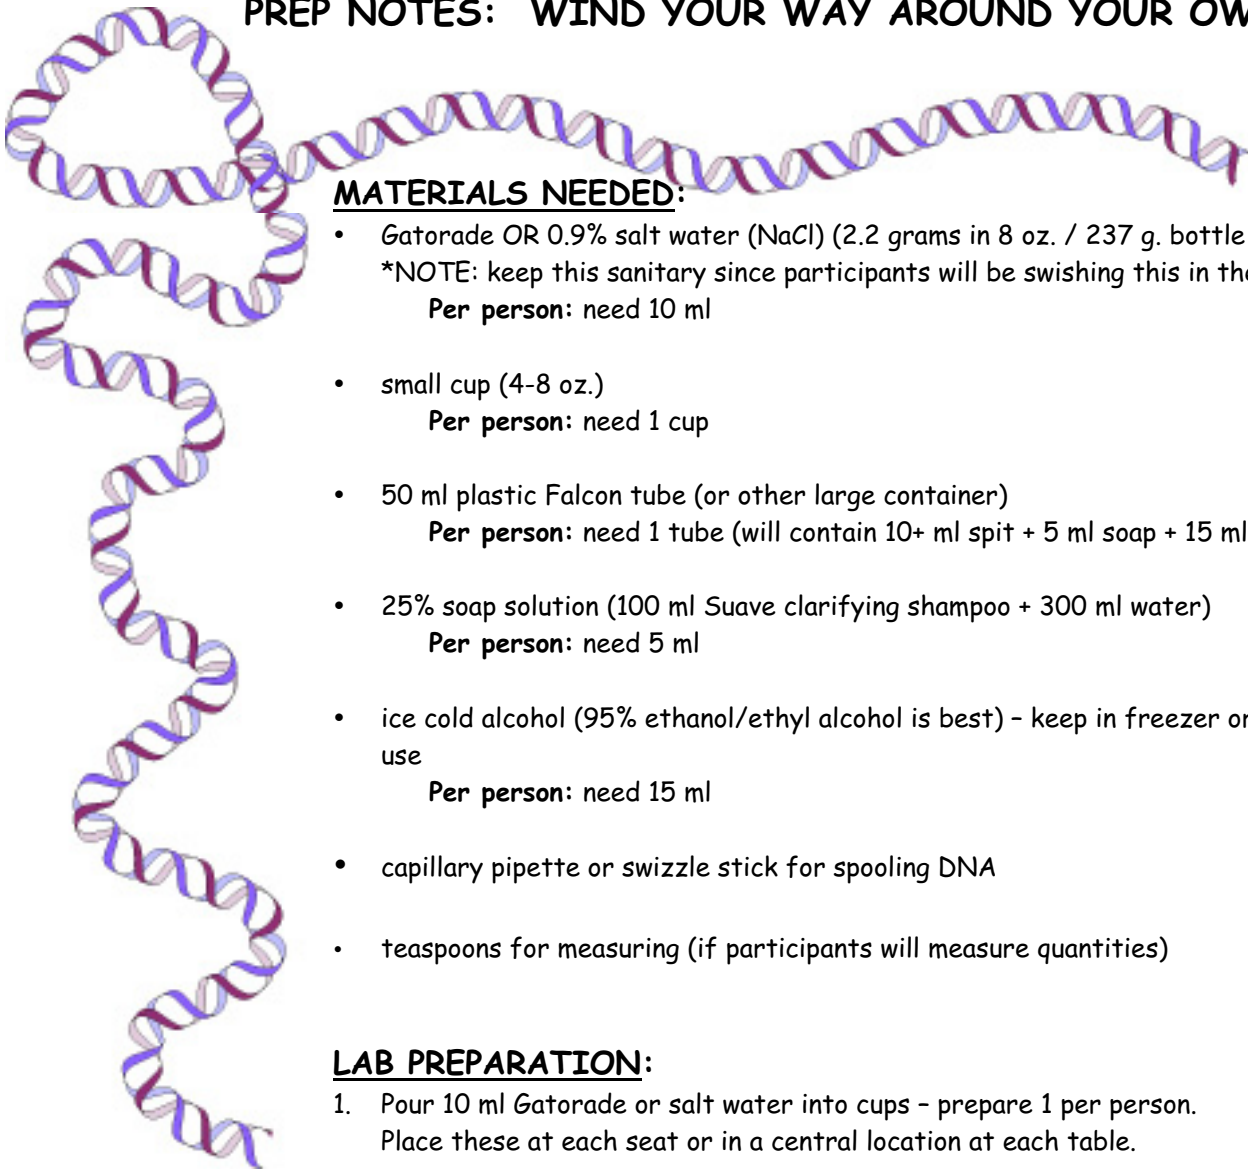 PREP NOTES: WIND YOUR WAY AROUND YOUR OW
MATERIALS NEEDED:
• Gatorade OR 0.9% salt water (NaCl) (2.2 grams in 8 oz. / 237 g. bottle
*NOTE: keep this sanitary since participants will be swishing this in the
Per person: need 10 ml
• small cup (4-8 oz.)
Per person: need 1 cup
• 50 ml plastic Falcon tube (or other large container)
Per person: need 1 tube (will contain 10+ ml spit + 5 ml soap + 15 ml
• 25% soap solution (100 ml Suave clarifying shampoo + 300 ml water)
Per person: need 5 ml
• ice cold alcohol (95% ethanol/ethyl alcohol is best) – keep in freezer or
use
Per person: need 15 ml
• capillary pipette or swizzle stick for spooling DNA
• teaspoons for measuring (if participants will measure quantities)
LAB PREPARATION:
1. Pour 10 ml Gatorade or salt water into cups – prepare 1 per person.
Place these at each seat or in a central location at each table.